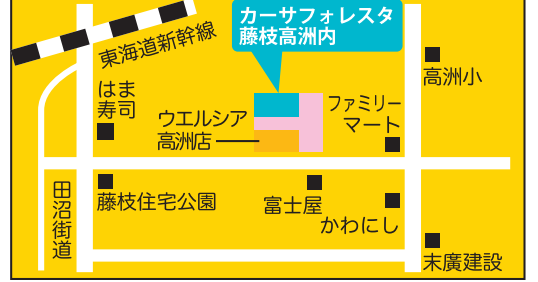 カーサフォレスタ
藤枝高洲内
東海道新幹線
高洲小
はま
寿司
ウエルシア
高洲店
ファミリー
マート
藤枝住宅公園
富士屋
かわにし
田沼街道
末廣建設